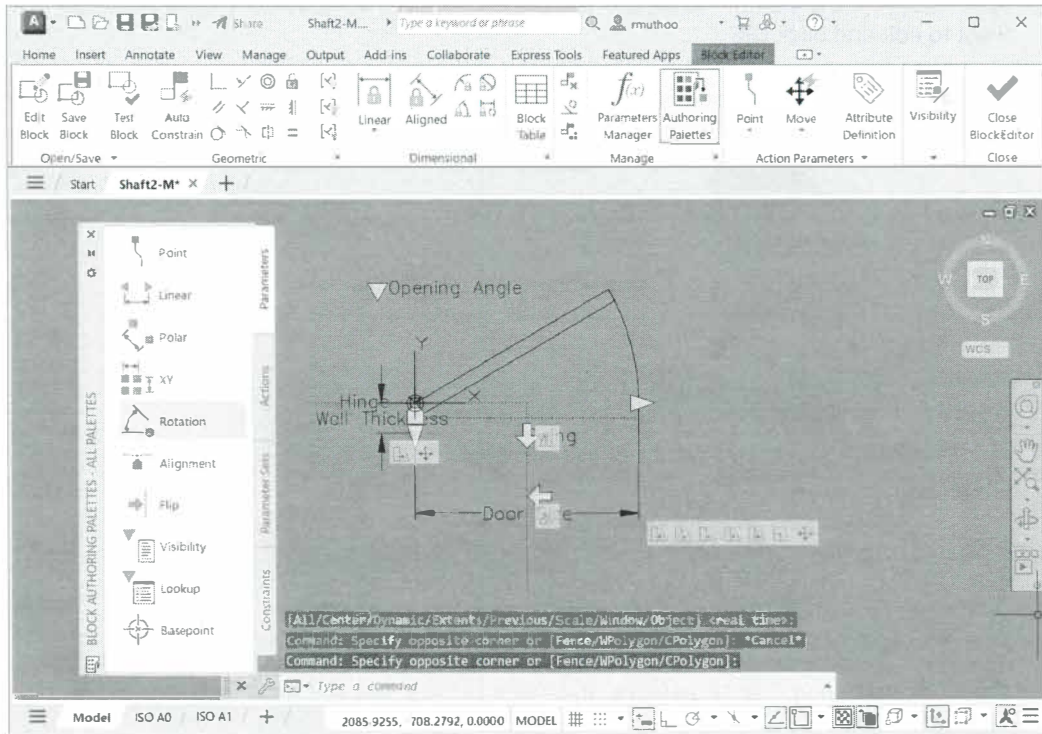 A Share Shaft2-M... Type a keyword or phrase rmuthoo
Home Insert Annotate View Manage Output Add-ins Collaborate Express Tools Featured Apps Block Editor
Edit Block
Save Block
Test Block
Auto Constrain
Linear
Aligned
Block Table
f(x)
Parameters Manager
Authoring Palettes
Point
Move
Attribute Definition
Visibility
Close BlockEditor
Open/Save Geometric Dimensional Manage Action Parameters Close
Start Shaft2-M*
BLOCK AUTHORING PALETTES - ALL PALETTES
Point
Linear
Polar
XY
Rotation
Alignment
Flip
Visibility
Lookup
Basepoint
Parameters
Actions
Parameter Sets
Constraints
Opening Angle
Y
X
Hinge
Wall Thickness
Door
N
W TOP E
S
WCS
[All/Center/Dynamic/Extents/Previous/Scale/Window/Object] <real time>:
Command: Specify opposite corner or [Fence/WPolygon/CPolygon]: *Cancel*
Command: Specify opposite corner or [Fence/WPolygon/CPolygon]:
Type a command
Model ISO A0 ISO A1 2085.9255, 708.2792, 0.0000 MODEL